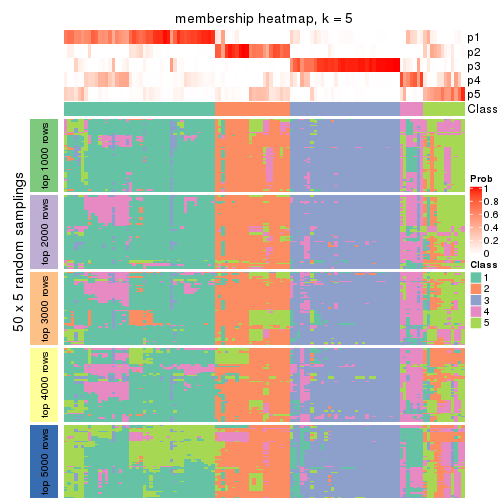 membership heatmap, k = 5
p1
p2
p3
p4
p5
Class
50 x 5 random samplings
top 1000 rows
top 2000 rows
top 3000 rows
top 4000 rows
top 5000 rows
Prob
1
0.8
0.6
0.4
0.2
0
Class
1
2
3
4
5